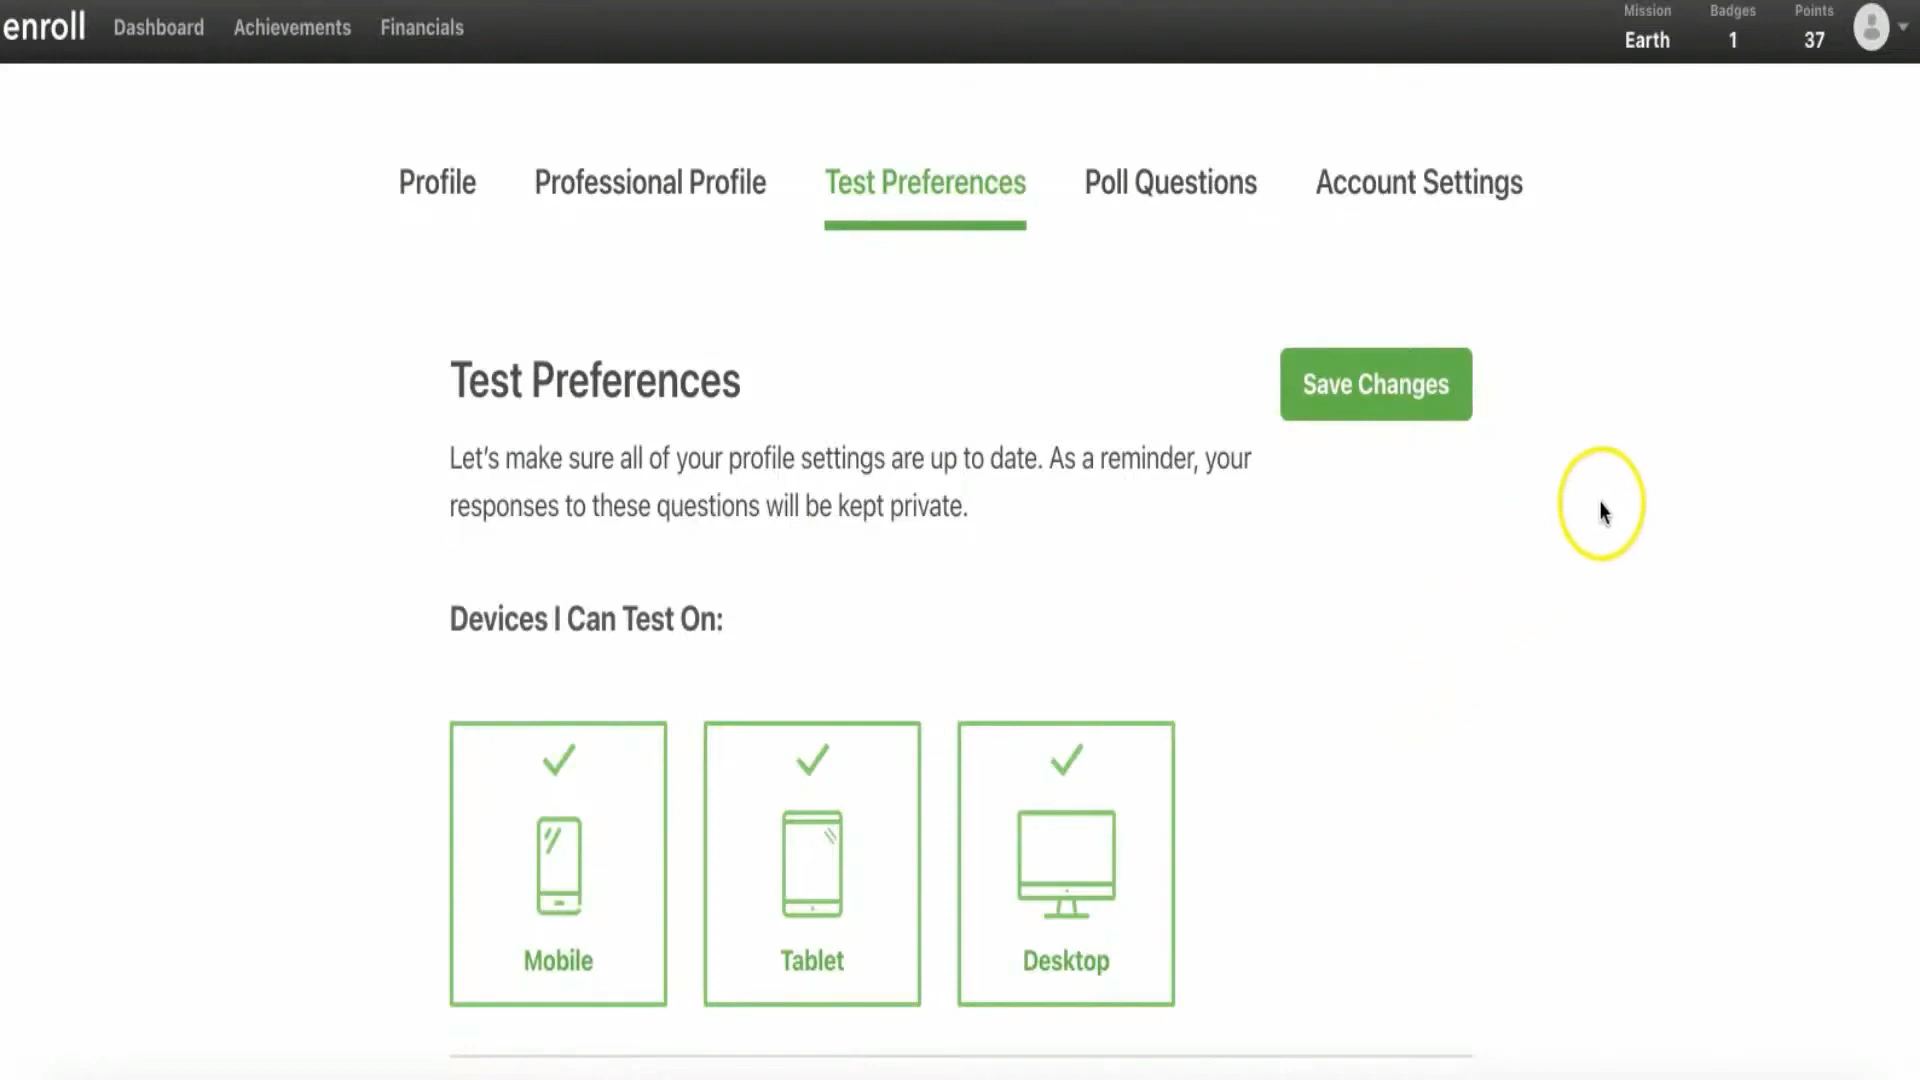 enroll Dashboard Achievements Financials
Mission Badges Points
Earth 1 37
Profile Professional Profile Test Preferences Poll Questions Account Settings
Test Preferences
Save Changes
Let's make sure all of your profile settings are up to date. As a reminder, your
responses to these questions will be kept private.
Devices I Can Test On:
Mobile Tablet Desktop